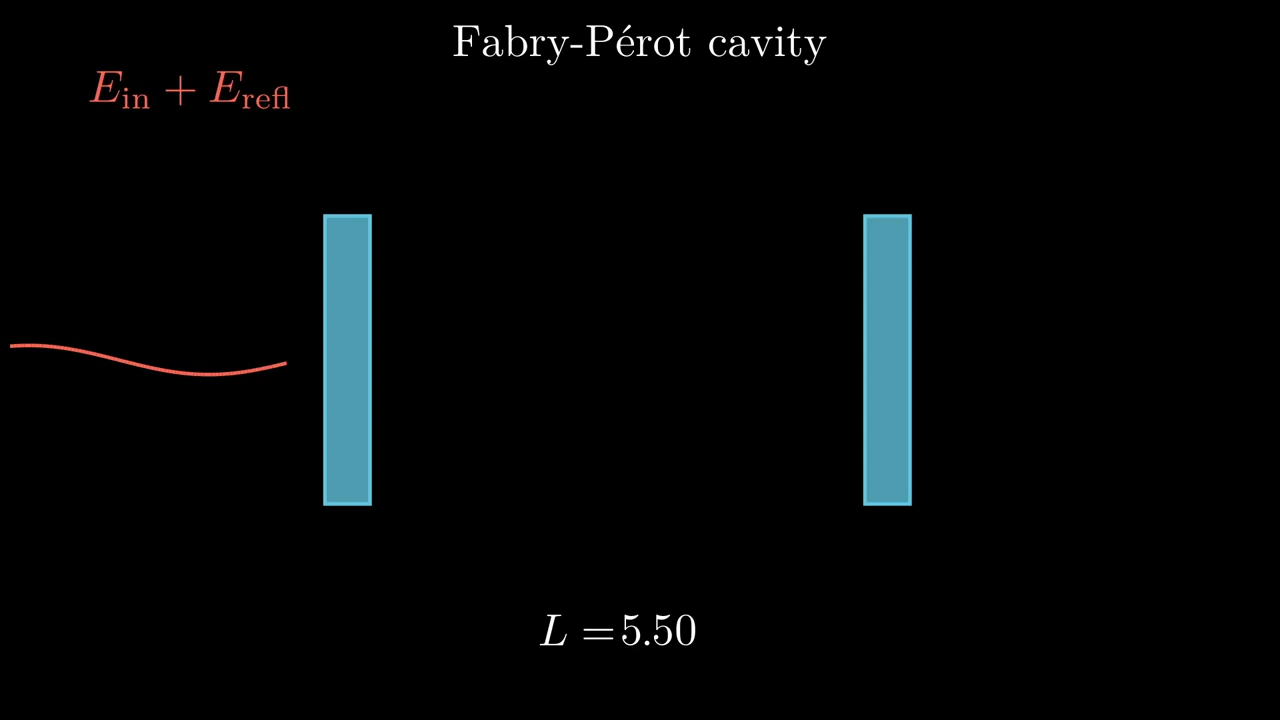 Fabry-Pérot cavity
E_in + E_refl
L = 5.50